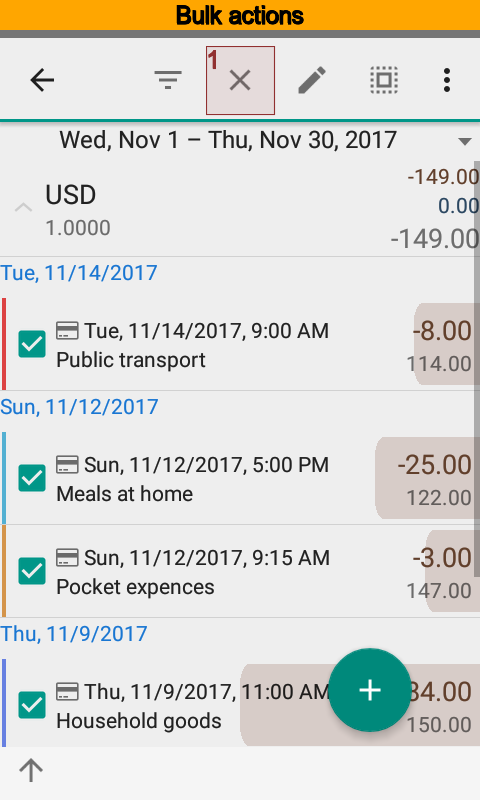 Bulk actions
1
Wed, Nov 1 – Thu, Nov 30, 2017
-149.00
USD
0.00
1.0000
-149.00
Tue, 11/14/2017
Tue, 11/14/2017, 9:00 AM
-8.00
Public transport
114.00
Sun, 11/12/2017
Sun, 11/12/2017, 5:00 PM
-25.00
Meals at home
122.00
Sun, 11/12/2017, 9:15 AM
-3.00
Pocket expences
147.00
Thu, 11/9/2017
Thu, 11/9/2017, 11:00 AM
Household goods
150.00